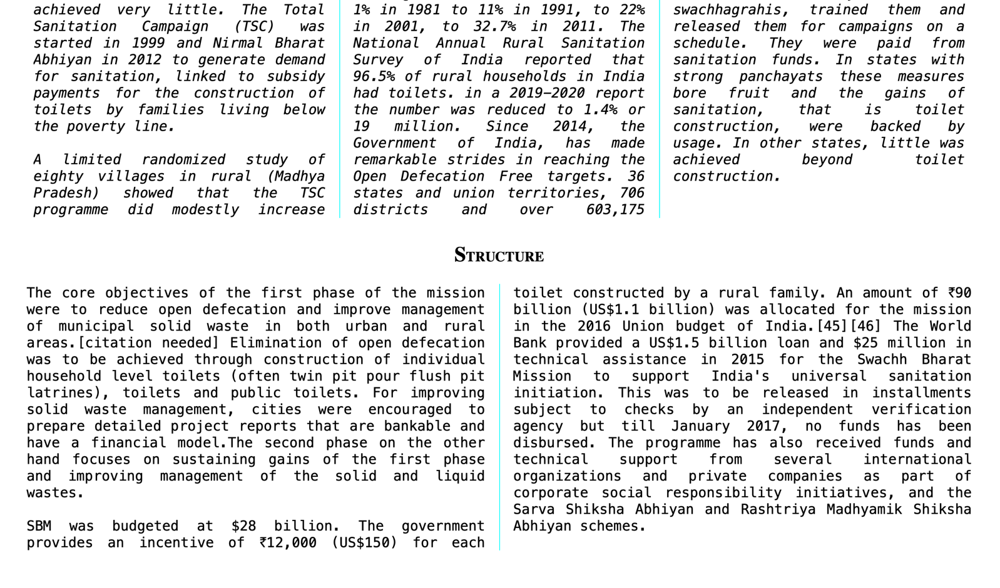 achieved very little. The Total
Sanitation Campaign (TSC) was
started in 1999 and Nirmal Bharat
Abhiyan in 2012 to generate demand
for sanitation, linked to subsidy
payments for the construction of
toilets by families living below
the poverty line.
A limited randomized study of
eighty villages in rural (Madhya
Pradesh) showed that the TSC
programme did modestly increase
1% in 1981 to 11% in 1991, to 22%
in 2001, to 32.7% in 2011. The
National Annual Rural Sanitation
Survey of India reported that
96.5% of rural households in India
had toilets. in a 2019–2020 report
the number was reduced to 1.4% or
19 million. Since 2014, the
Government of India, has made
remarkable strides in reaching the
Open Defecation Free targets. 36
states and union territories, 706
districts and over 603,175
swachhagrahis, trained them and
released them for campaigns on a
schedule. They were paid from
sanitation funds. In states with
strong panchayats these measures
bore fruit and the gains of
sanitation, that is toilet
construction, were backed by
usage. In other states, little was
achieved beyond toilet
construction.
Structure
The core objectives of the first phase of the mission
were to reduce open defecation and improve management
of municipal solid waste in both urban and rural
areas.[citation needed] Elimination of open defecation
was to be achieved through construction of individual
household level toilets (often twin pit pour flush pit
latrines), toilets and public toilets. For improving
solid waste management, cities were encouraged to
prepare detailed project reports that are bankable and
have a financial model.The second phase on the other
hand focuses on sustaining gains of the first phase
and improving management of the solid and liquid
wastes.
SBM was budgeted at $28 billion. The government
provides an incentive of ₹12,000 (US$150) for each
toilet constructed by a rural family. An amount of ₹90
billion (US$1.1 billion) was allocated for the mission
in the 2016 Union budget of India.[45][46] The World
Bank provided a US$1.5 billion loan and $25 million in
technical assistance in 2015 for the Swachh Bharat
Mission to support India's universal sanitation
initiation. This was to be released in installments
subject to checks by an independent verification
agency but till January 2017, no funds has been
disbursed. The programme has also received funds and
technical support from several international
organizations and private companies as part of
corporate social responsibility initiatives, and the
Sarva Shiksha Abhiyan and Rashtriya Madhyamik Shiksha
Abhiyan schemes.